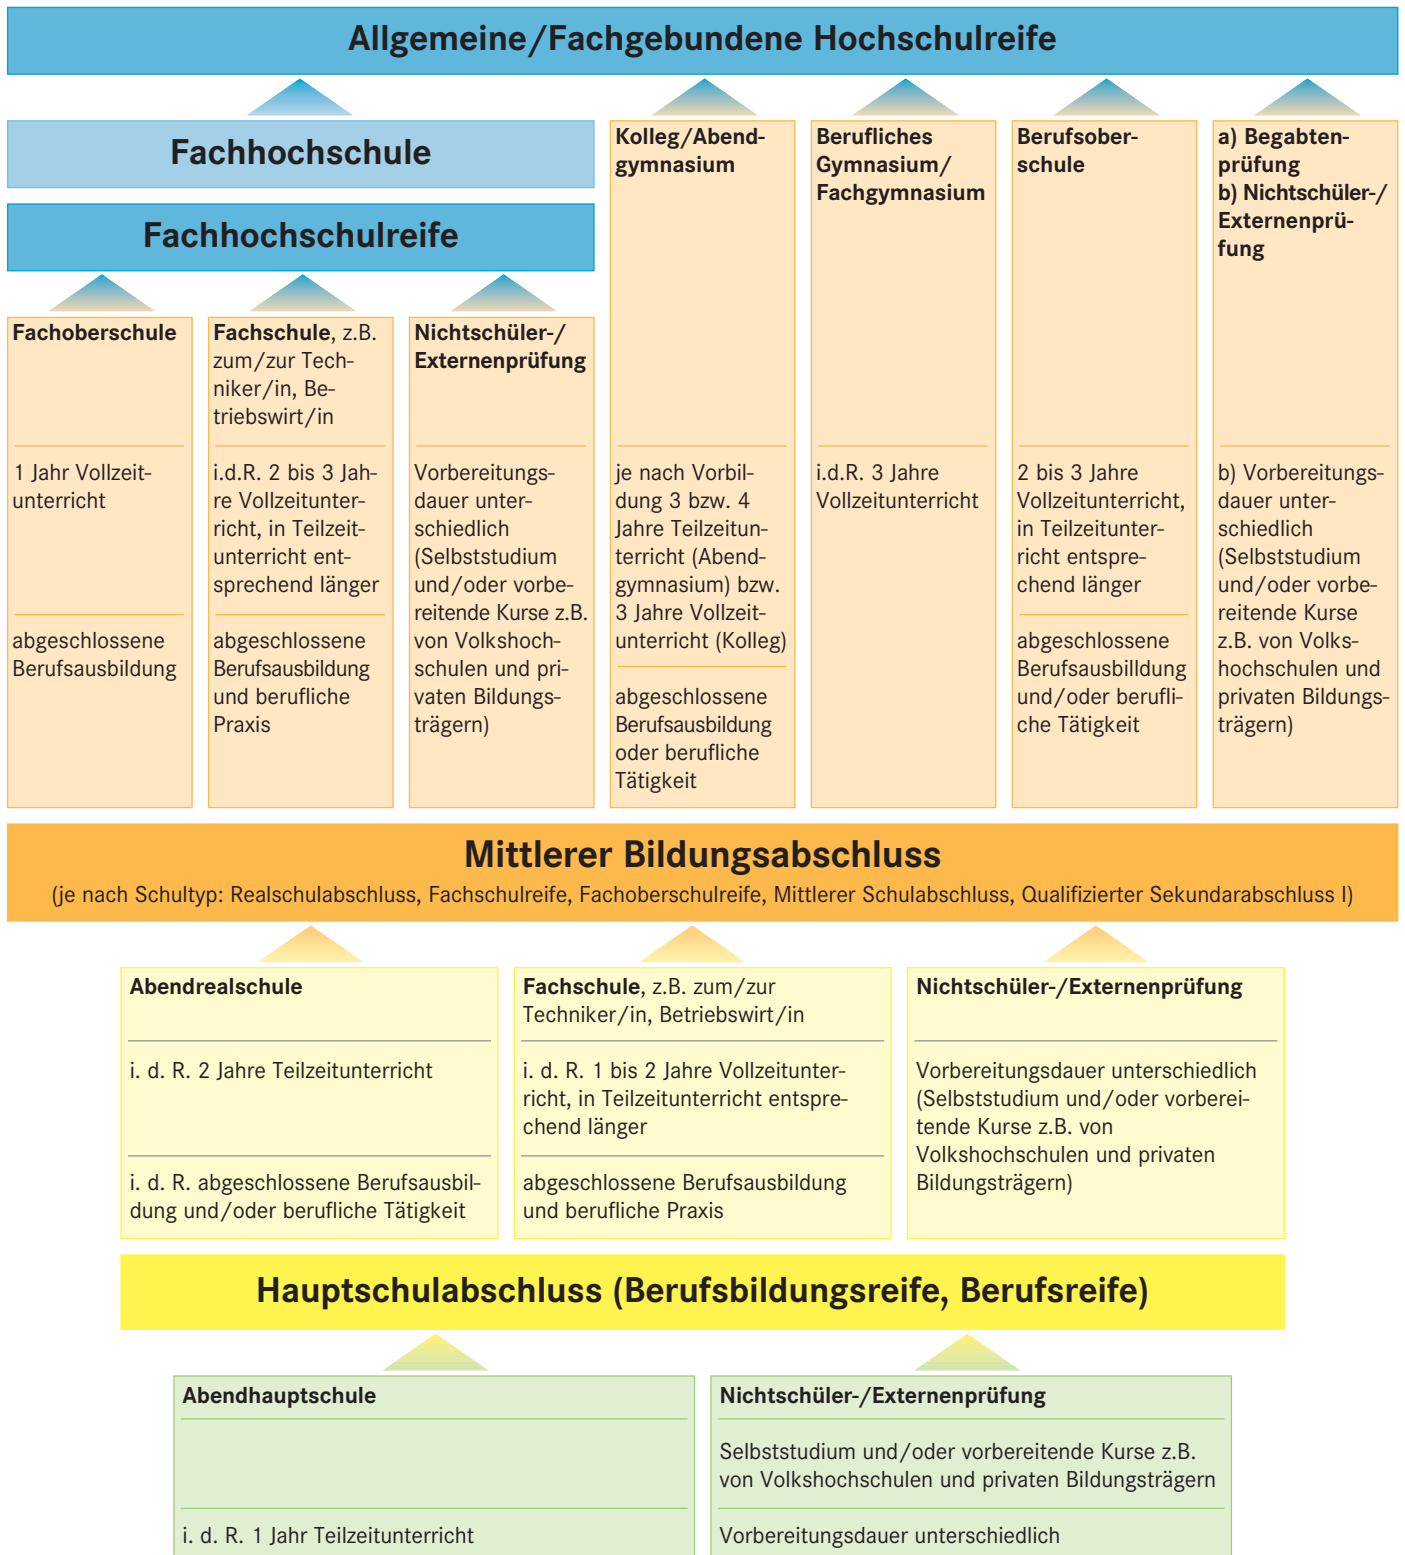 Allgemeine/Fachgebundene Hochschulreife
Fachhochschule
Fachhochschulreife
Fachoberschule
1 Jahr Vollzeit-
unterricht
abgeschlossene
Berufsausbildung
Fachschule, z.B.
zum/zur Tech-
niker/in, Be-
triebswirt/in
i.d.R. 2 bis 3 Jah-
re Vollzeitunter-
richt, in Teilzeit-
unterricht ent-
sprechend länger
abgeschlossene
Berufsausbildung
und berufliche
Praxis
Nichtschüler-/
Externenprüfung
Vorbereitungs-
dauer unter-
schiedlich
(Selbststudium
und/oder vorbe-
reitende Kurse z.B.
von Volkshoch-
schulen und pri-
vaten Bildungs-
trägern)
Kolleg/Abend-
gymnasium
je nach Vorbil-
dung 3 bzw. 4
Jahre Teilzeitun-
terricht (Abend-
gymnasium) bzw.
3 Jahre Vollzeit-
unterricht (Kolleg)
abgeschlossene
Berufsausbildung
oder berufliche
Tätigkeit
Berufliches
Gymnasium/
Fachgymnasium
i.d.R. 3 Jahre
Vollzeitunterricht
Berufsober-
schule
2 bis 3 Jahre
Vollzeitunterricht,
in Teilzeitunter-
richt entspre-
chend länger
abgeschlossene
Berufsausbilldung
und/oder berufli-
che Tätigkeit
a) Begabten-
prüfung
b) Nichtschüler-/
Externenprü-
fung
b) Vorbereitungs-
dauer unter-
schiedlich
(Selbststudium
und/oder vorbe-
reitende Kurse
z.B. von Volks-
hochschulen und
privaten Bildungs-
trägern)
Mittlerer Bildungsabschluss
(je nach Schultyp: Realschulabschluss, Fachschulreife, Fachoberschulreife, Mittlerer Schulabschluss, Qualifizierter Sekundarabschluss I)
Abendrealschule
i. d. R. 2 Jahre Teilzeitunterricht
i. d. R. abgeschlossene Berufsausbil-
dung und/oder berufliche Tätigkeit
Fachschule, z.B. zum/zur
Techniker/in, Betriebswirt/in
i. d. R. 1 bis 2 Jahre Vollzeitunter-
richt, in Teilzeitunterricht entspre-
chend länger
abgeschlossene Berufsausbildung
und berufliche Praxis
Nichtschüler-/Externenprüfung
Vorbereitungsdauer unterschiedlich
(Selbststudium und/oder vorberei-
tende Kurse z.B. von
Volkshochschulen und privaten
Bildungsträgern)
Hauptschulabschluss (Berufsbildungsreife, Berufsreife)
Abendhauptschule
i. d. R. 1 Jahr Teilzeitunterricht
Nichtschüler-/Externenprüfung
Selbststudium und/oder vorbereitende Kurse z.B.
von Volkshochschulen und privaten Bildungsträgern
Vorbereitungsdauer unterschiedlich